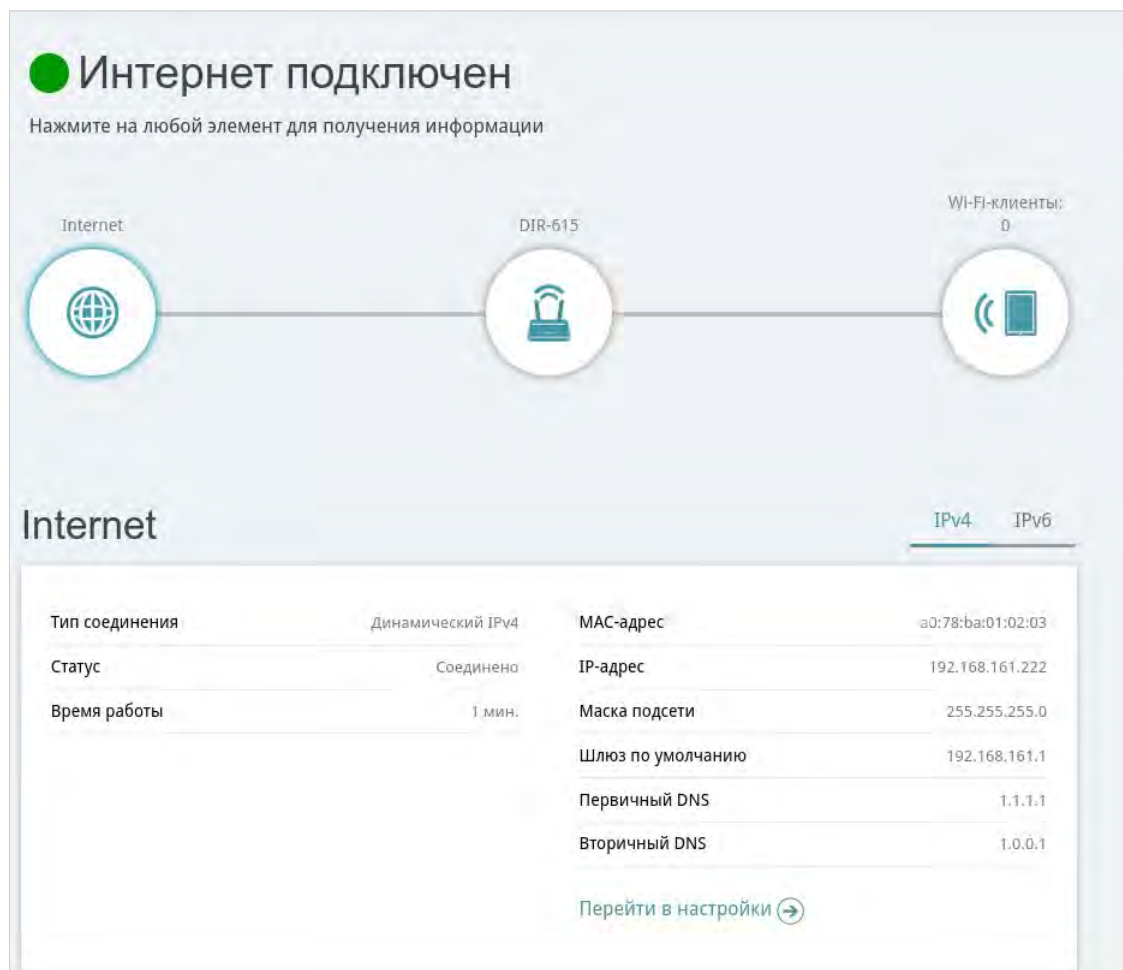 Интернет подключен
Нажмите на любой элемент для получения информации
Internet
DIR-615
Wi-Fi-клиенты:
0
Internet
IPv4 IPv6
Тип соединения Динамический IPv4
Статус Соединено
Время работы 1 мин.
MAC-адрес a0:78:ba:01:02:03
IP-адрес 192.168.161.222
Маска подсети 255.255.255.0
Шлюз по умолчанию 192.168.161.1
Первичный DNS 1.1.1.1
Вторичный DNS 1.0.0.1
Перейти в настройки